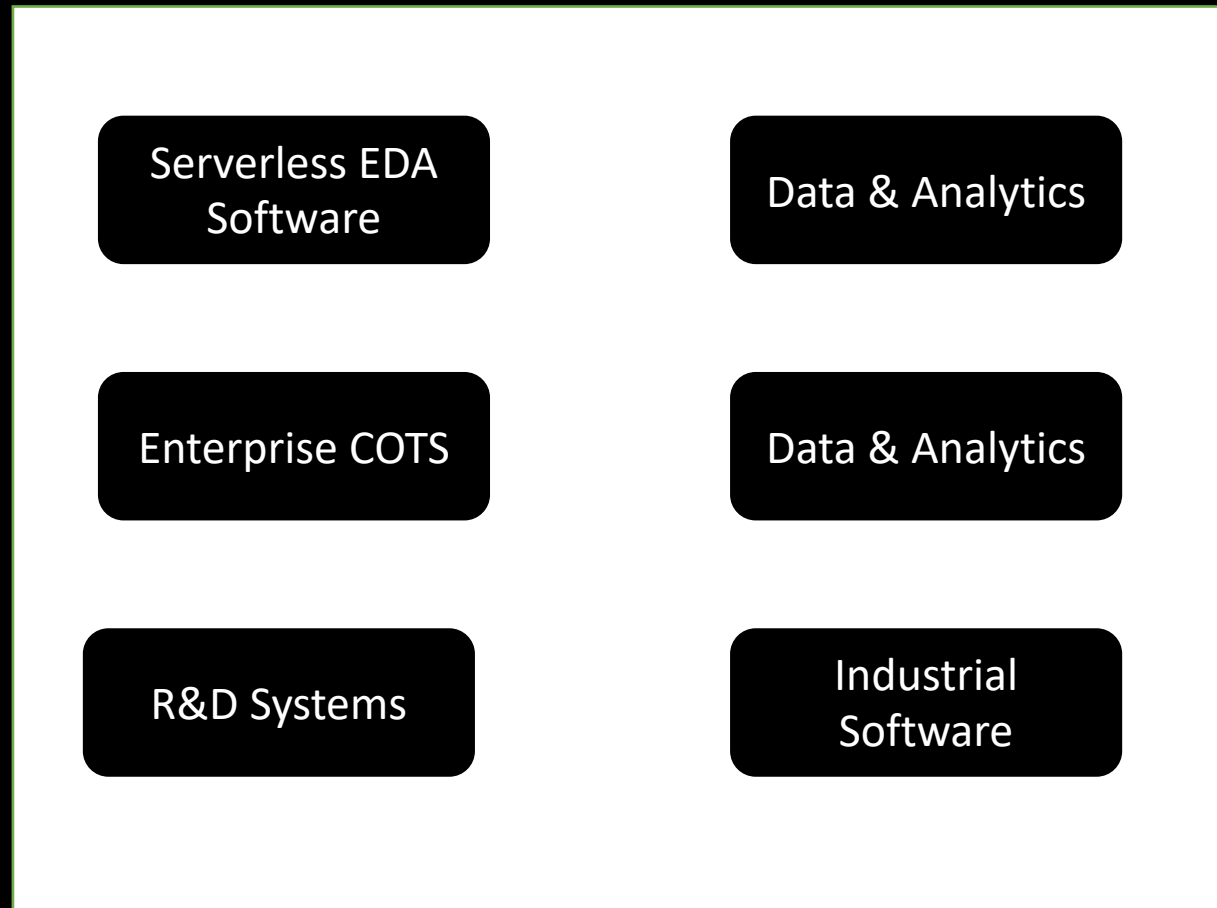 Serverless EDA
Software
Data & Analytics
Enterprise COTS
Data & Analytics
R&D Systems
Industrial
Software